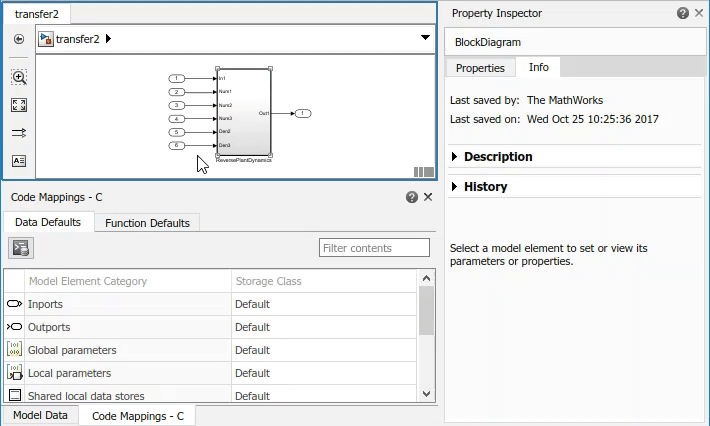 transfer2
transfer2
1
2
3
4
5
6
In1
Num1
Num2
Num3
Den2
Den3
Out1
1
ReversePlantDynamics
Code Mappings - C
Data Defaults
Function Defaults
Filter contents
Model Element Category
Storage Class
Inports
Default
Outports
Default
Global parameters
Default
Local parameters
Default
Shared local data stores
Default
Model Data
Code Mappings - C
Property Inspector
BlockDiagram
Properties
Info
Last saved by: The MathWorks
Last saved on: Wed Oct 25 10:25:36 2017
Description
History
Select a model element to set or view its
parameters or properties.